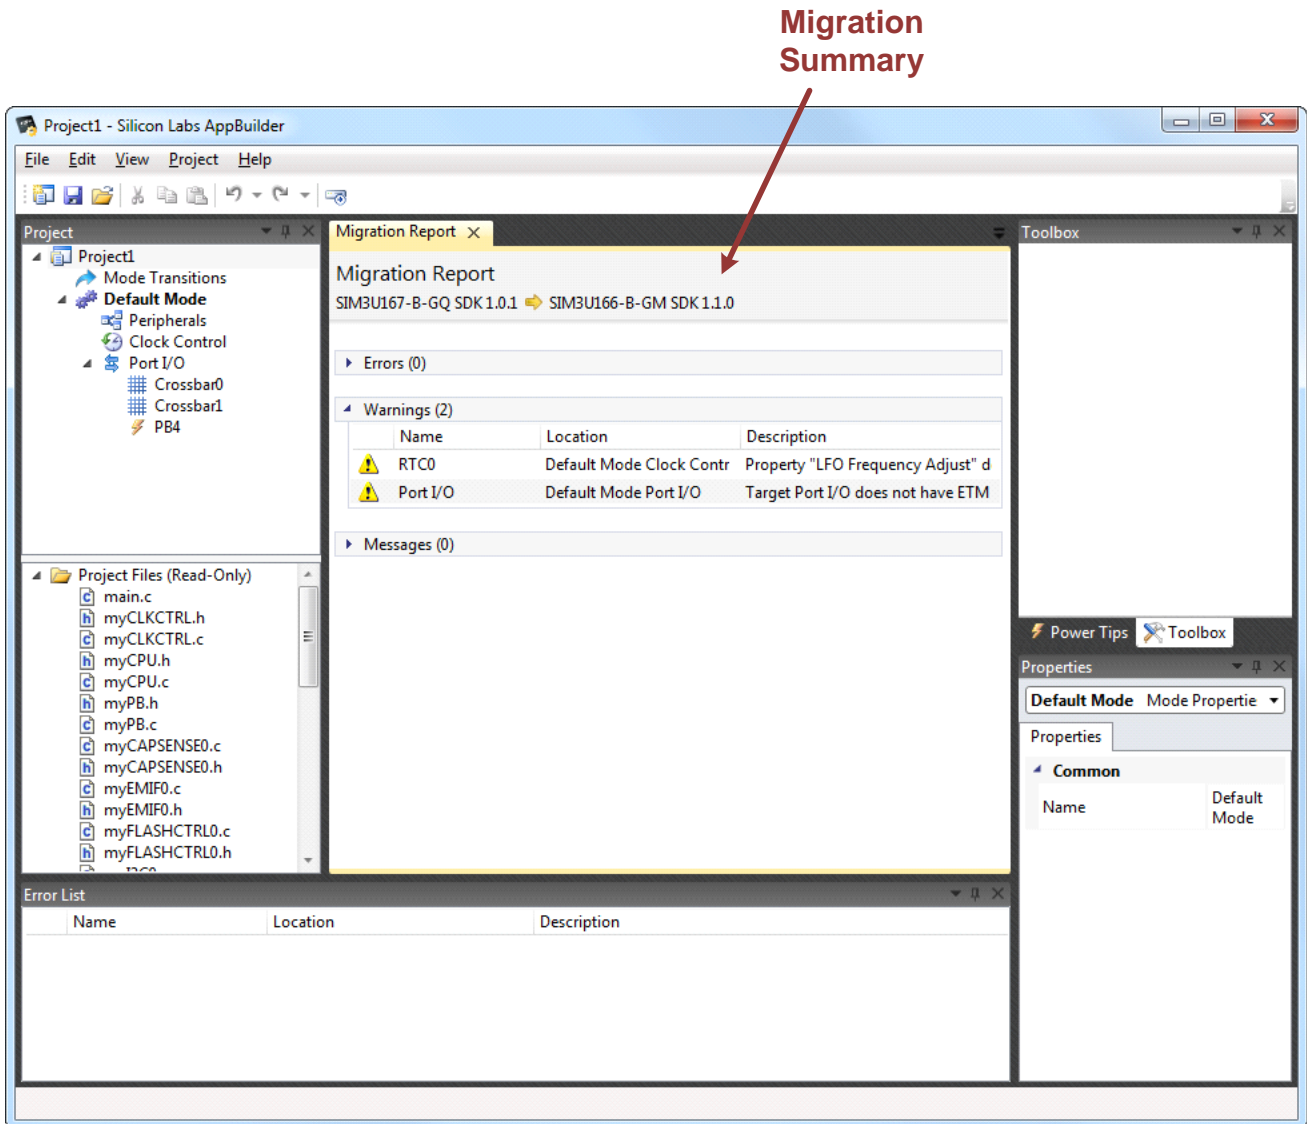 Migration
Summary
Project1 - Silicon Labs AppBuilder
File Edit View Project Help
Project
Project1
Mode Transitions
Default Mode
Peripherals
Clock Control
Port I/O
Crossbar0
Crossbar1
PB4
Project Files (Read-Only)
main.c
myCLKCTRL.h
myCLKCTRL.c
myCPU.h
myCPU.c
myPB.h
myPB.c
myCAPSENSE0.c
myCAPSENSE0.h
myEMIF0.c
myEMIF0.h
myFLASHCTRL0.c
myFLASHCTRL0.h
Migration Report
Migration Report
SIM3U167-B-GQ SDK 1.0.1 SIM3U166-B-GM SDK 1.1.0
Errors (0)
Warnings (2)
Name Location Description
RTC0 Default Mode Clock Contr Property "LFO Frequency Adjust" d
Port I/O Default Mode Port I/O Target Port I/O does not have ETM
Messages (0)
Toolbox
Power Tips Toolbox
Properties
Default Mode Mode Propertie
Properties
Common
Name Default
Mode
Error List
Name Location Description